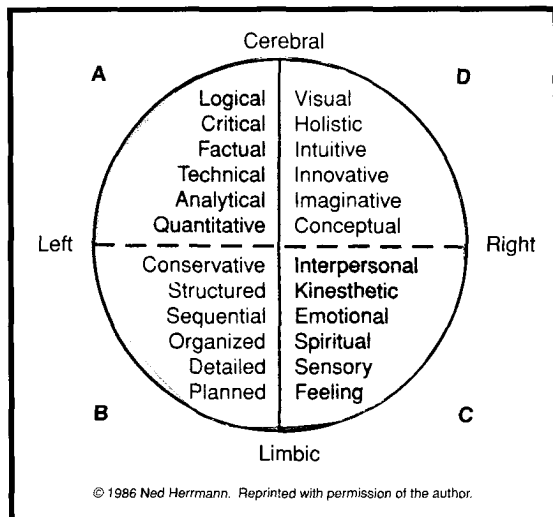 Cerebral
A
D
Logical
Critical
Factual
Technical
Analytical
Quantitative
Visual
Holistic
Intuitive
Innovative
Imaginative
Conceptual
Left
Right
Conservative
Structured
Sequential
Organized
Detailed
Planned
Interpersonal
Kinesthetic
Emotional
Spiritual
Sensory
Feeling
B
C
Limbic
© 1986 Ned Herrmann. Reprinted with permission of the author.